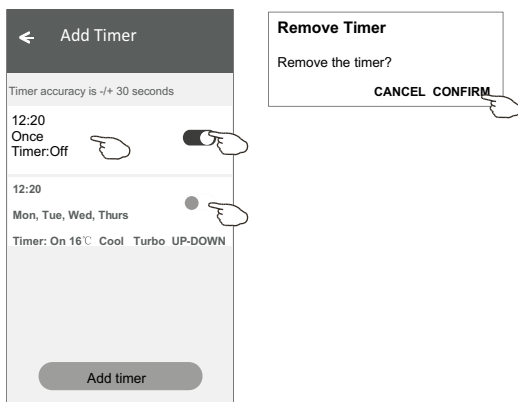 Add Timer
Timer accuracy is -/+ 30 seconds
12:20
Once
Timer:Off
12:20
Mon, Tue, Wed, Thurs
Timer: On 16℃ Cool Turbo UP-DOWN
Add timer
Remove Timer
Remove the timer?
CANCEL CONFIRM